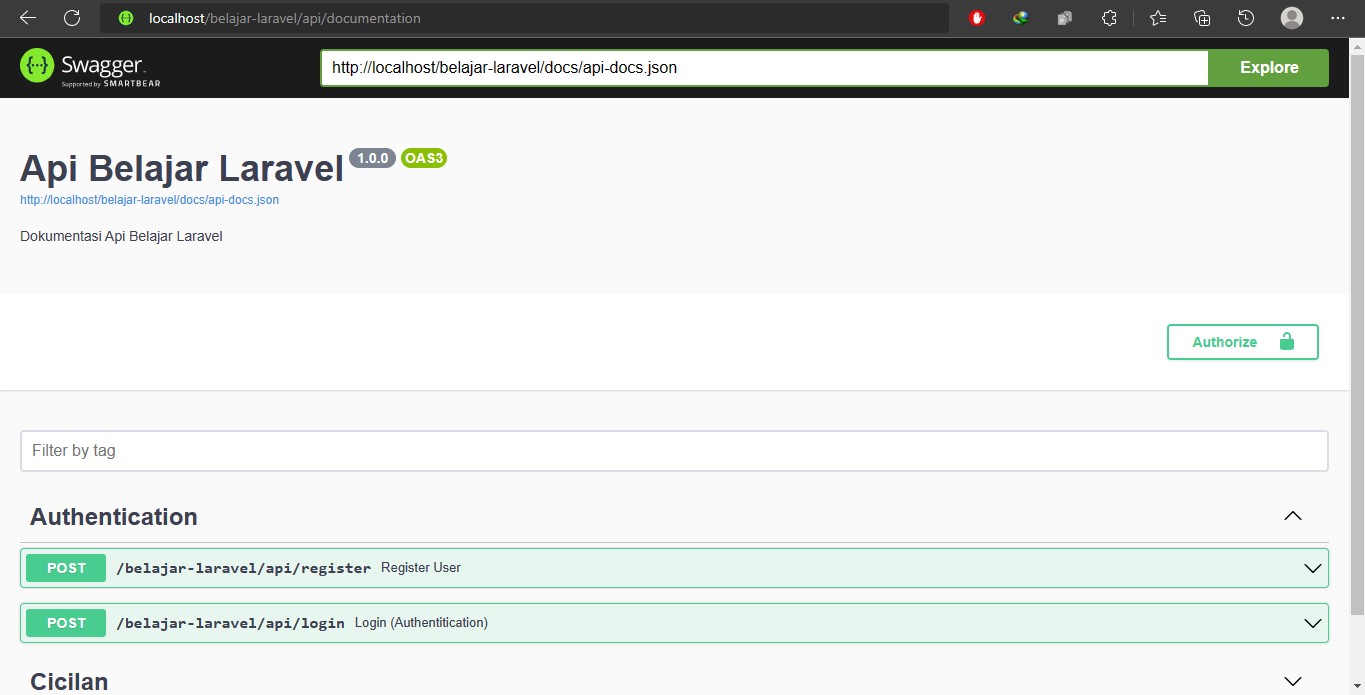 localhost/belajar-laravel/api/documentation
Swagger
Supported by SMARTBEAR
http://localhost/belajar-laravel/docs/api-docs.json
Explore
Api Belajar Laravel 1.0.0 OAS3
http://localhost/belajar-laravel/docs/api-docs.json
Dokumentasi Api Belajar Laravel
Authorize
Filter by tag
Authentication
POST /belajar-laravel/api/register Register User
POST /belajar-laravel/api/login Login (Authentitication)
Cicilan